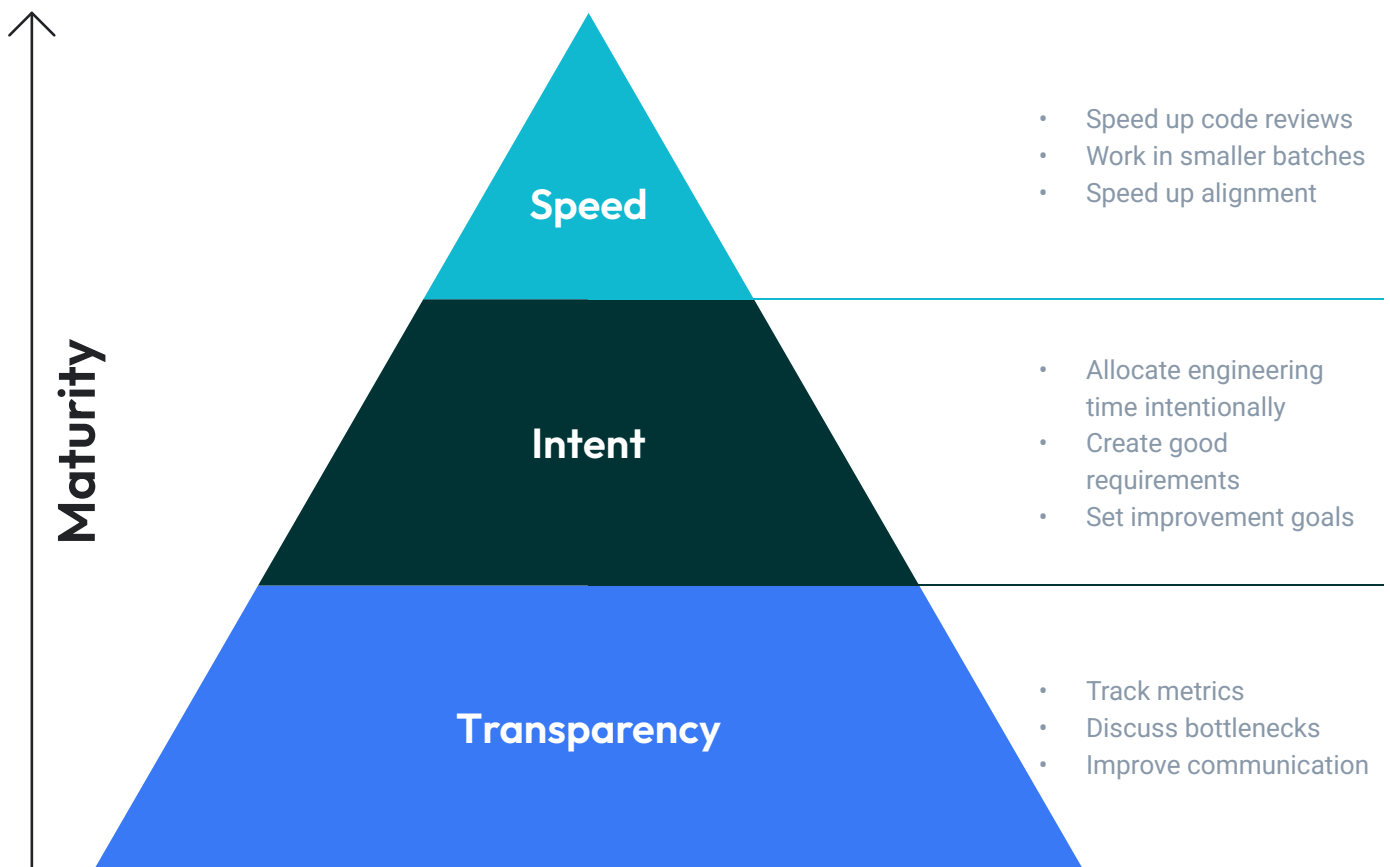 Maturity
Speed
• Speed up code reviews
• Work in smaller batches
• Speed up alignment
Intent
• Allocate engineering
time intentionally
• Create good
requirements
• Set improvement goals
Transparency
• Track metrics
• Discuss bottlenecks
• Improve communication